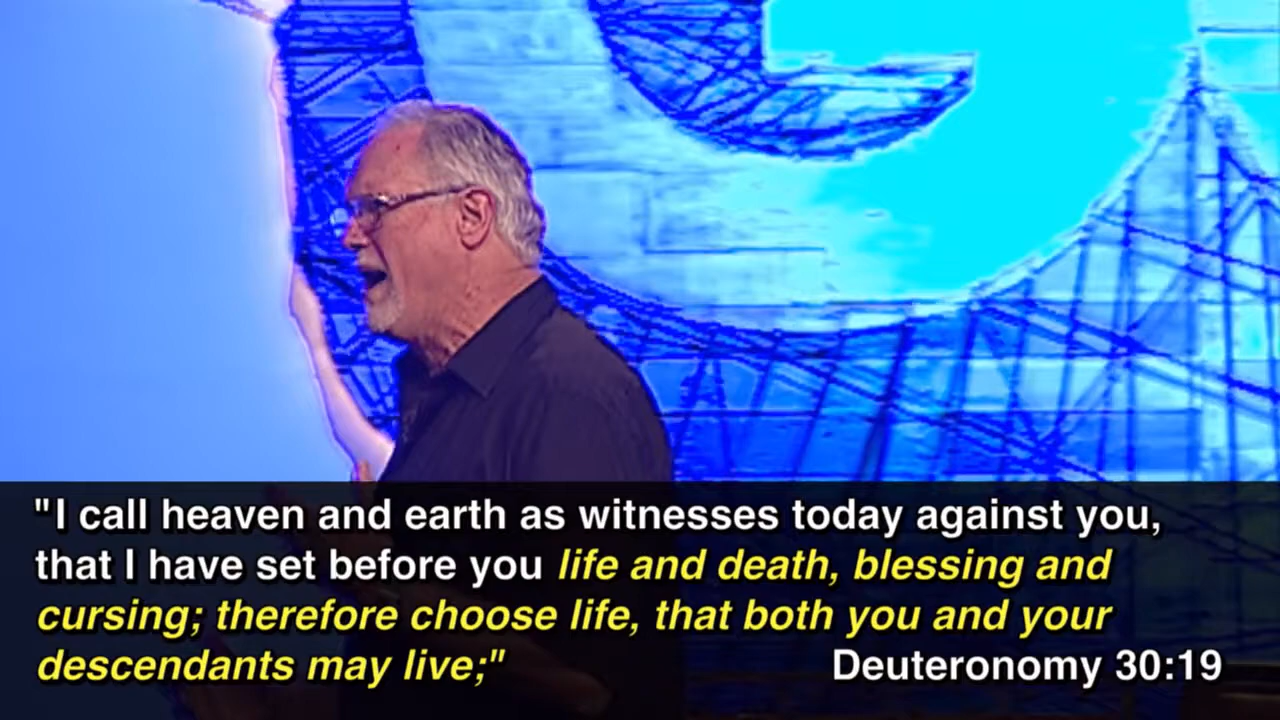 "I call heaven and earth as witnesses today against you,
that I have set before you life and death, blessing and
cursing; therefore choose life, that both you and your
descendants may live;"
Deuteronomy 30:19